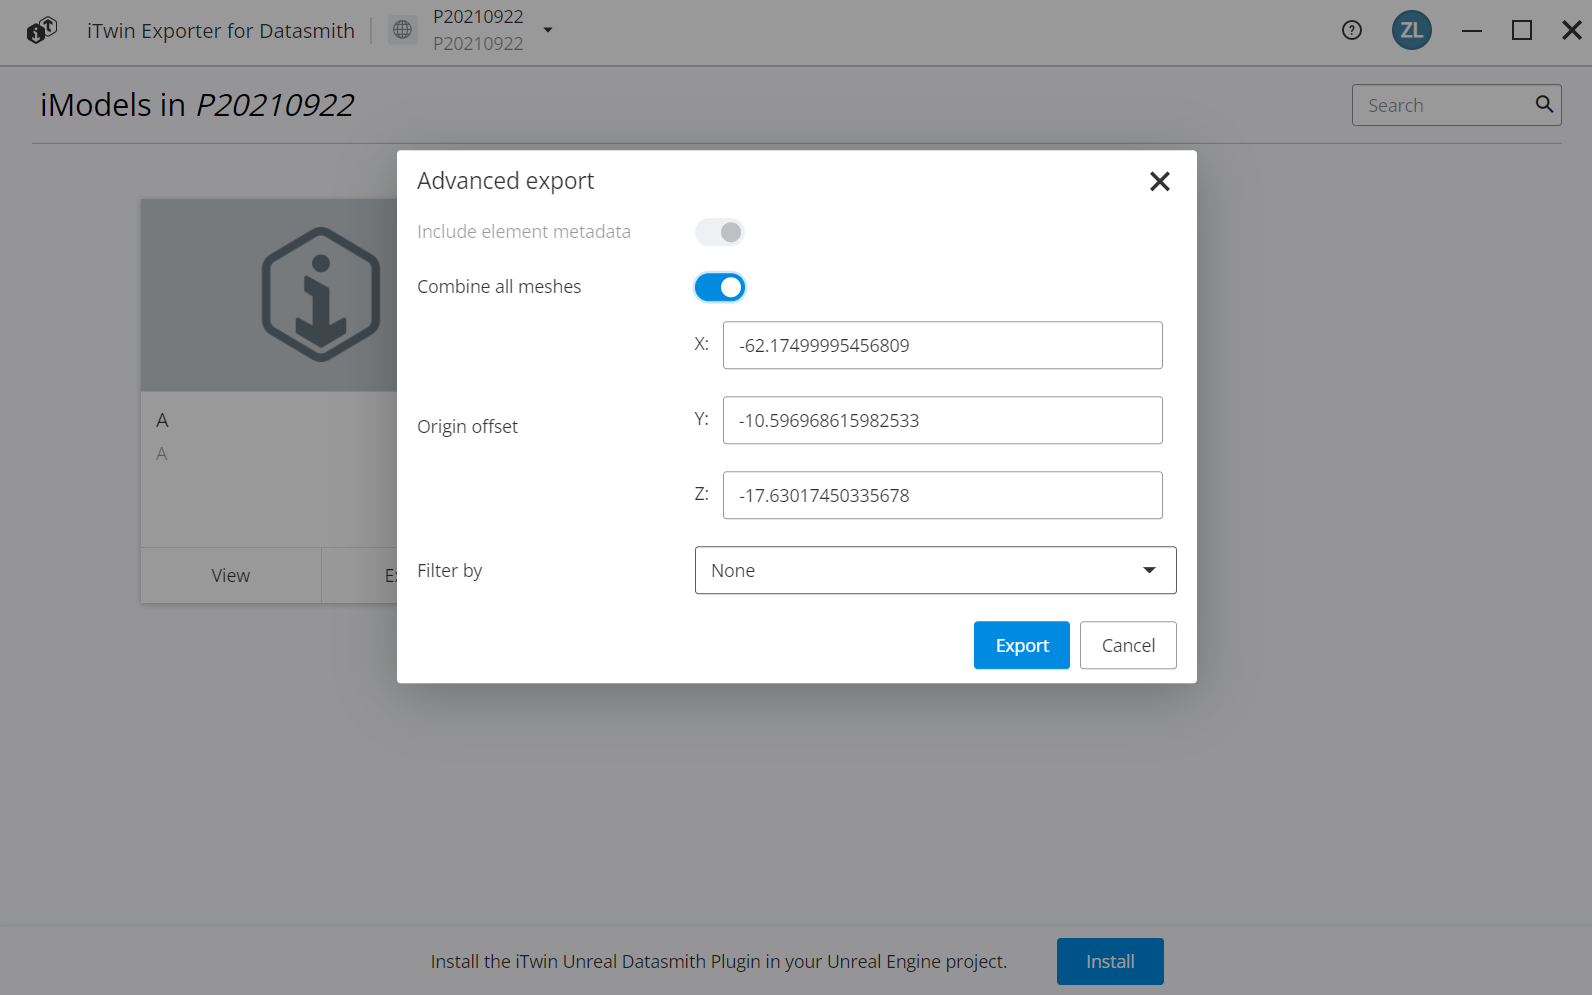 iTwin Exporter for Datasmith
P20210922
P20210922
ZL
iModels in P20210922
Search
Advanced export
Include element metadata
Combine all meshes
X: -62.17499995456809
Origin offset
Y: -10.596968615982533
Z: -17.63017450335678
Filter by
None
Export
Cancel
A
A
View
Install the iTwin Unreal Datasmith Plugin in your Unreal Engine project.
Install